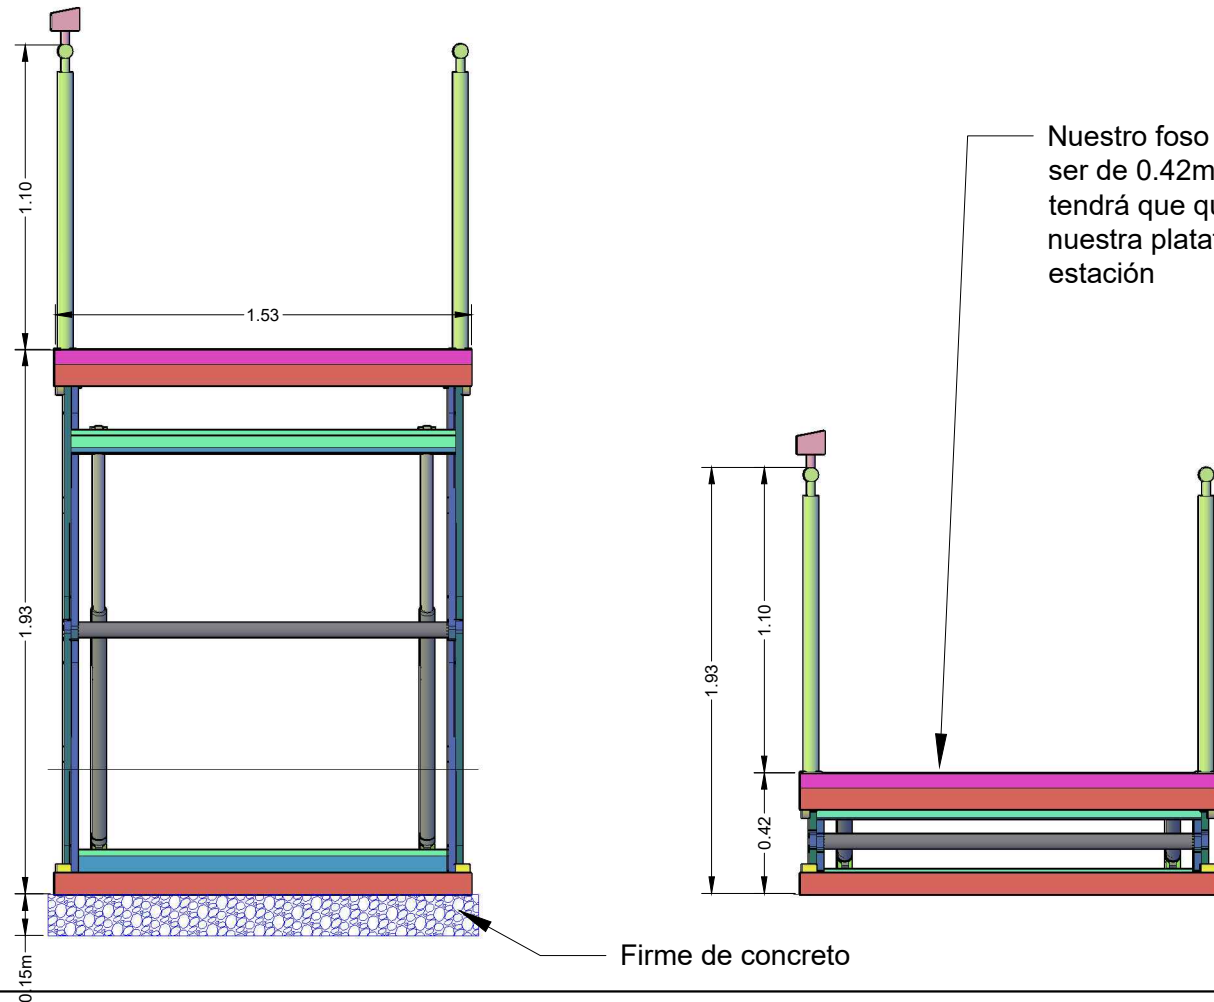 1.10
1.53
1.93
0.15m
Firme de concreto
Nuestro foso
ser de 0.42m
tendrá que qu
nuestra plata
estación
1.93
1.10
0.42